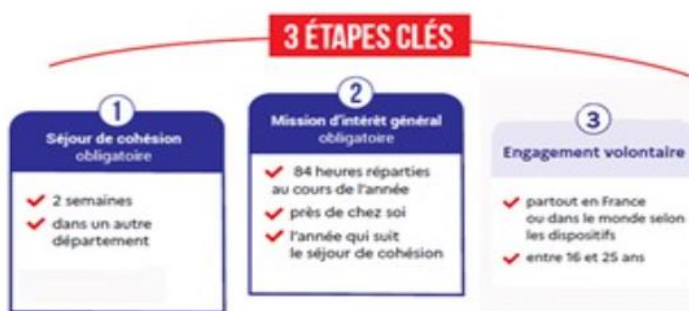 3 ÉTAPES CLÉS
1
Séjour de cohésion
obligatoire
2 semaines
dans un autre
département
2
Mission d'intérêt général
obligatoire
84 heures réparties
au cours de l'année
près de chez soi
l'année qui suit
le séjour de cohésion
3
Engagement volontaire
partout en France
ou dans le monde selon
les dispositifs
entre 16 et 25 ans